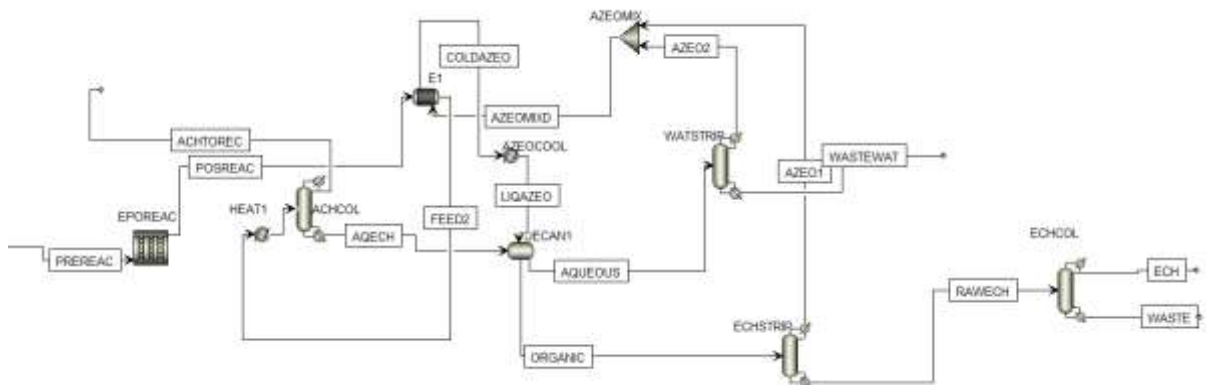 AZEOMIX
COLDAZEO
AZEO2
E1
AZEOMIXD
ACHTOREC
WATSTRIP
WASTEWAT
POSREAC
AZEOCOOL
AZEO1
LIQAZEO
HEAT1
ACHCOL
FEED2
EPOREAC
AQECH
DECAN1
ECHCOL
PREREAC
AQUEOUS
ECH
RAWECH
WASTE
ECHSTRIP
ORGANIC